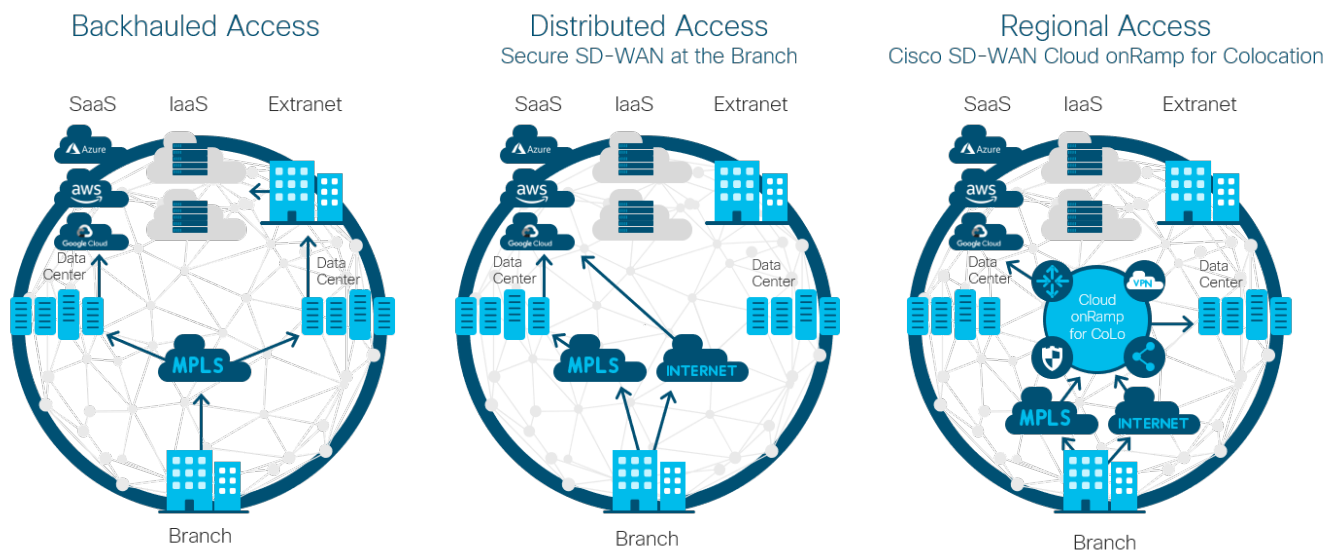 Backhauled Access
SaaS
IaaS
Extranet
Azure
aws
Google Cloud
Data
Center
Data
Center
MPLS
Branch
Distributed Access
Secure SD-WAN at the Branch
SaaS
IaaS
Extranet
Azure
aws
Google Cloud
Data
Center
Data
Center
MPLS
INTERNET
Branch
Regional Access
Cisco SD-WAN Cloud onRamp for Colocation
SaaS
IaaS
Extranet
Azure
aws
Google Cloud
Data
Center
Data
Center
VPN
Cloud
onRamp
for CoLo
MPLS
INTERNET
Branch